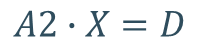 A2 · X = D